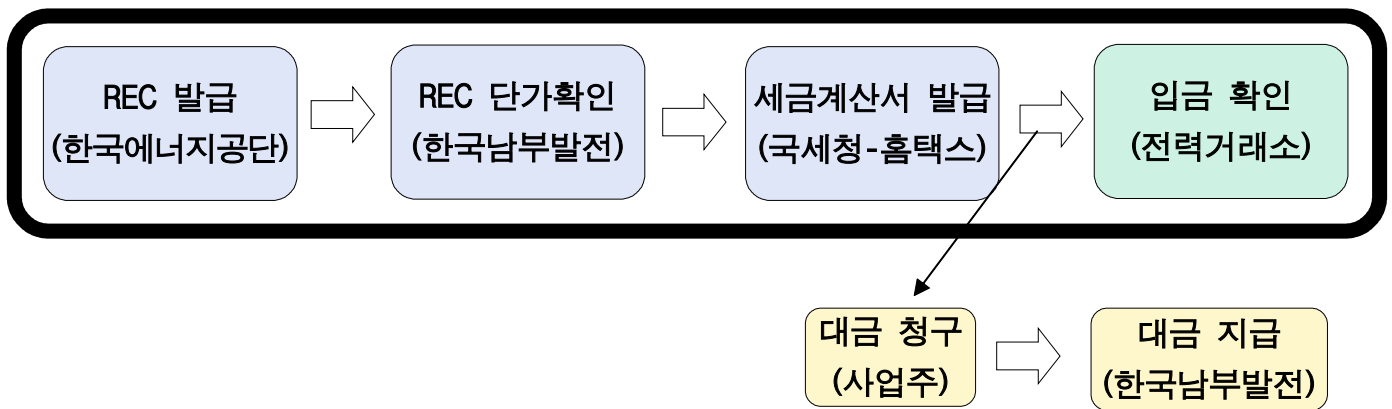 REC 발급
(한국에너지공단)
REC 단가확인
(한국남부발전)
세금계산서 발급
(국세청-홈택스)
입금 확인
(전력거래소)
대금 청구
(사업주)
대금 지급
(한국남부발전)